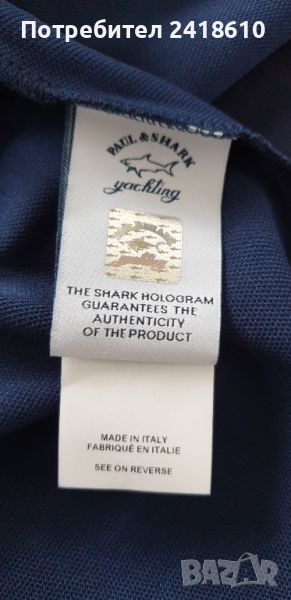 Потребител 2418610
PAUL & SHARK
yachting
THE SHARK HOLOGRAM
GUARANTEES THE
AUTHENTICITY
OF THE PRODUCT
MADE IN ITALY
FABRIQUÉ EN ITALIE
SEE ON REVERSE
BAZAR